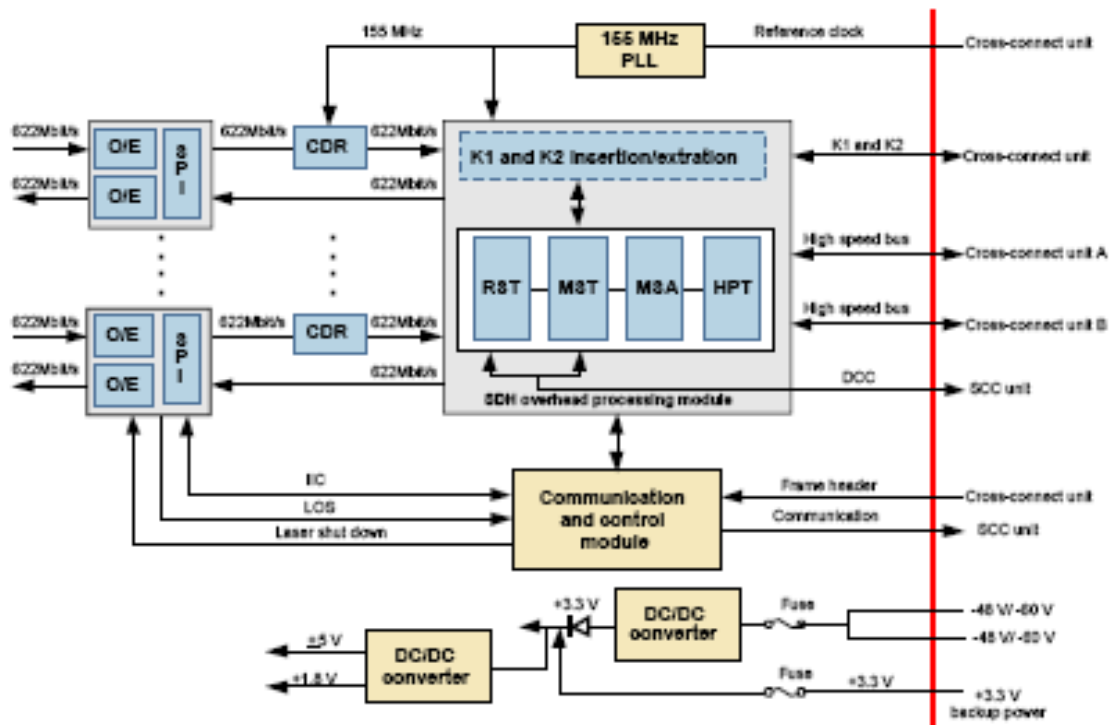 155 MHz
155 MHz
PLL
Reference clock
Cross-connect unit
622Mbit/s
O/E
SPI
622Mbit/s
CDR
622Mbit/s
K1 and K2 insertion/extration
K1 and K2
Cross-connect unit
622Mbit/s
O/E
622Mbit/s
High speed bus
Cross-connect unit A
RST
MST
MSA
HPT
622Mbit/s
O/E
SPI
622Mbit/s
CDR
622Mbit/s
High speed bus
Cross-connect unit B
622Mbit/s
O/E
622Mbit/s
DCC
SCC unit
SDH overhead processing module
IIC
LOS
Laser shut down
Communication
and control
module
Frame header
Cross-connect unit
Communication
SCC unit
+3.3 V
DC/DC
converter
Fuse
-48 V/ -60 V
-48 V/ -60 V
±5 V
+1.8 V
DC/DC
converter
Fuse
+3.3 V
+3.3 V
backup power